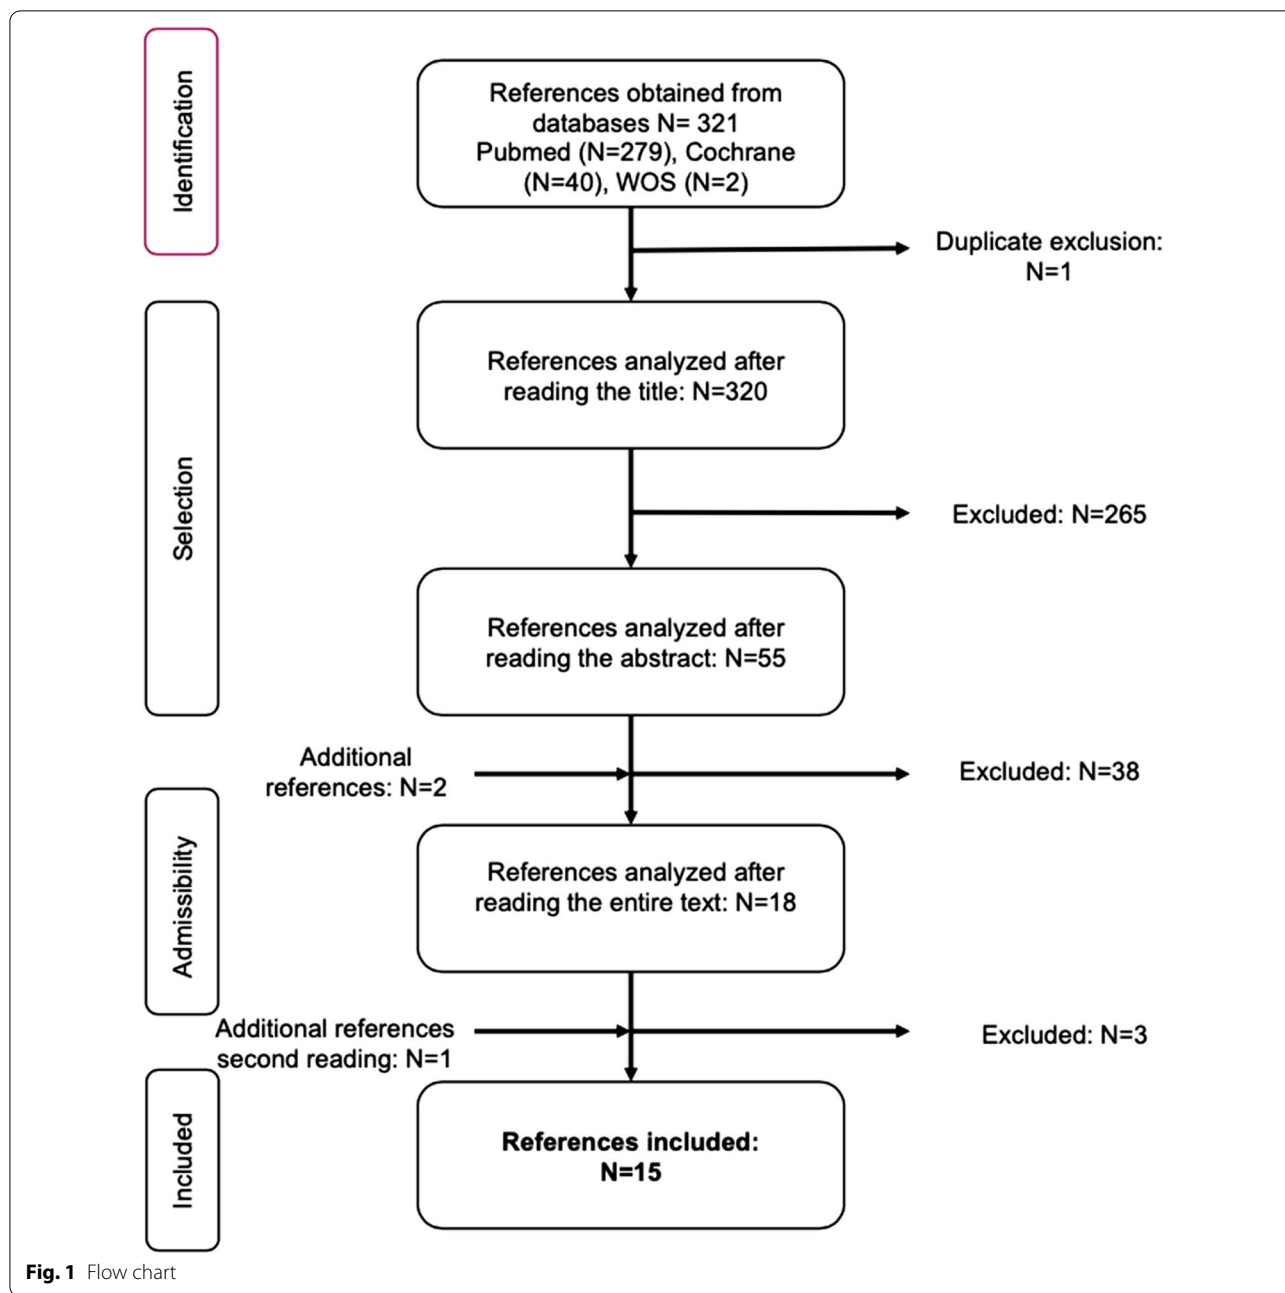 Identification
References obtained from
databases N= 321
Pubmed (N=279), Cochrane
(N=40), WOS (N=2)
Duplicate exclusion:
N=1
Selection
References analyzed after
reading the title: N=320
Excluded: N=265
References analyzed after
reading the abstract: N=55
Additional
references: N=2
Excluded: N=38
Admissibility
References analyzed after
reading the entire text: N=18
Additional references
second reading: N=1
Excluded: N=3
Included
References included:
N=15
Fig. 1 Flow chart